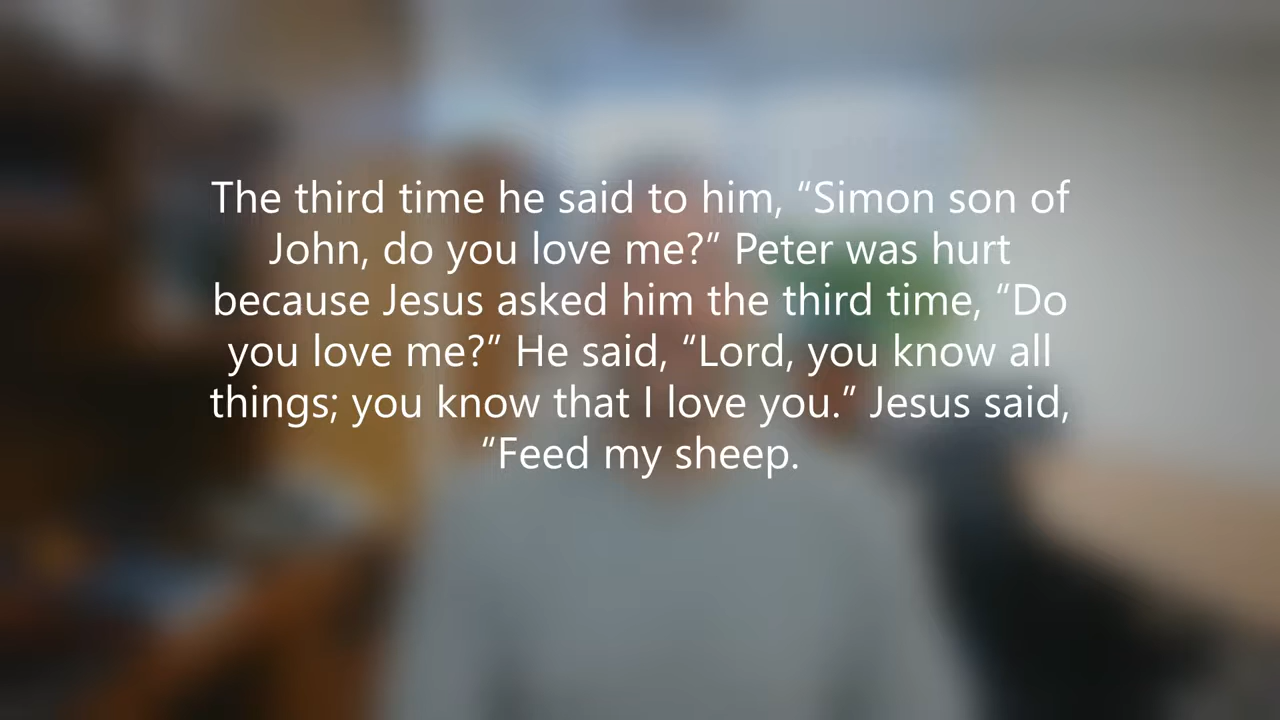 The third time he said to him, “Simon son of
John, do you love me?” Peter was hurt
because Jesus asked him the third time, “Do
you love me?” He said, “Lord, you know all
things; you know that I love you.” Jesus said,
“Feed my sheep.